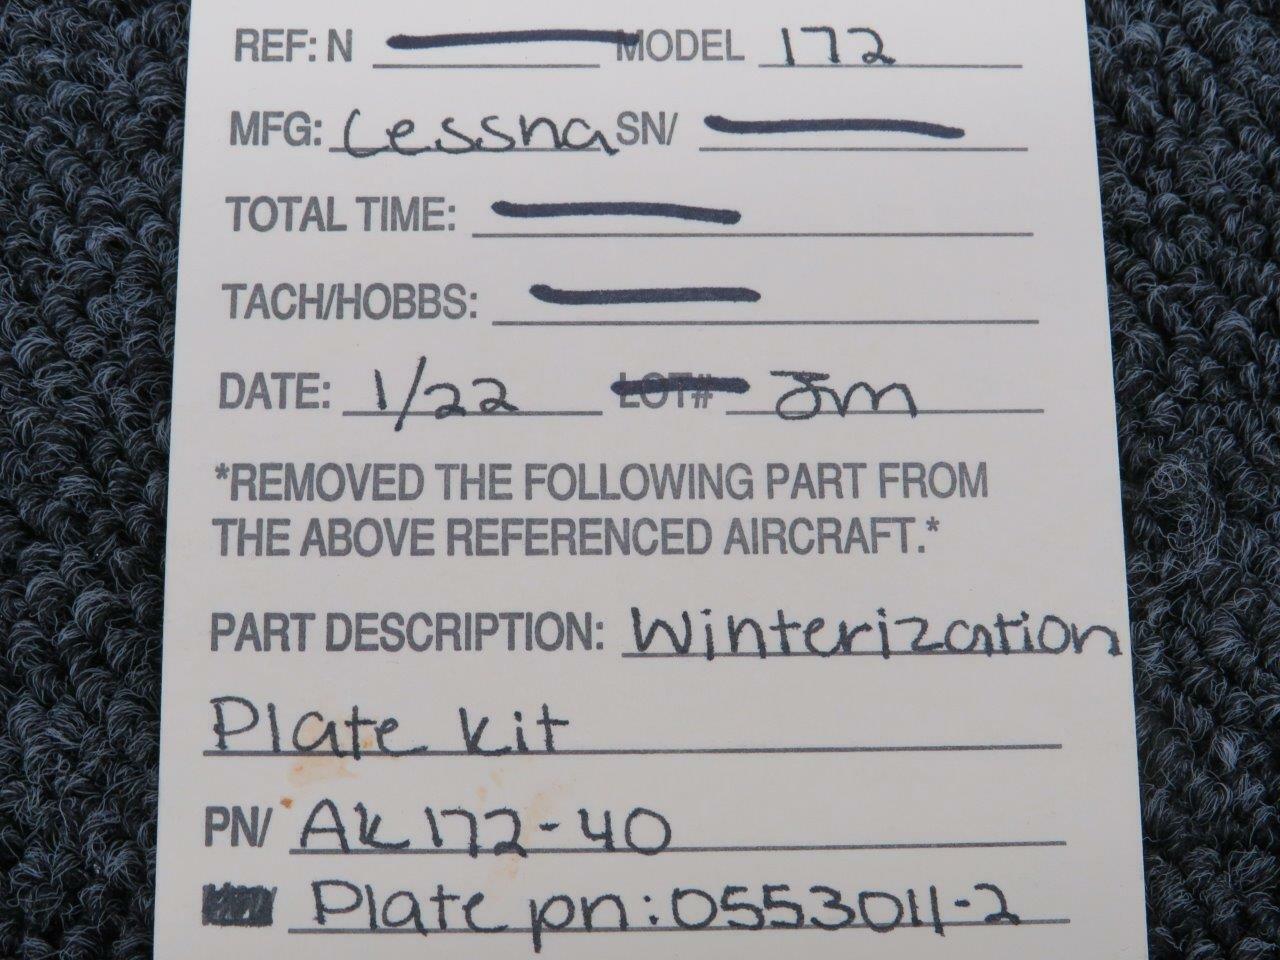 REF: N MODEL 172
MFG: Cessna SN/
TOTAL TIME:
TACH/HOBBS:
DATE: 1/22 LOT# Jm
*REMOVED THE FOLLOWING PART FROM
THE ABOVE REFERENCED AIRCRAFT.*
PART DESCRIPTION: Winterization
Plate kit
PN/ Ak172-40
Plate pn: 0553011-2